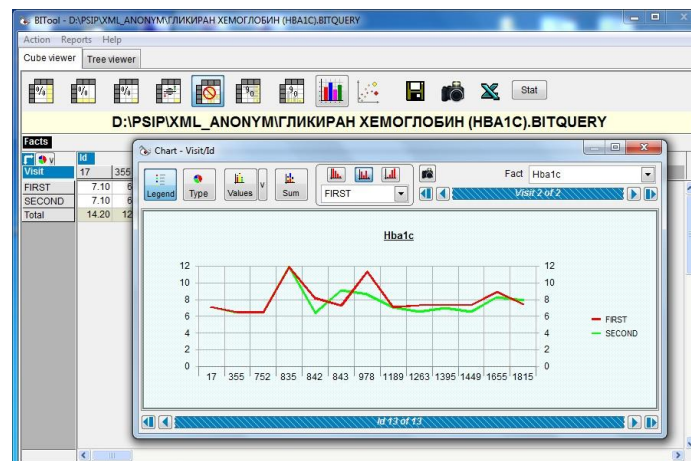 BITool - D:\PSIP\XML_ANONYM\ГЛИКИРАН ХЕМОГЛОБИН (HBA1C).BITQUERY
Action Reports Help
Cube viewer Tree viewer
Stat
D:\PSIP\XML_ANONYM\ГЛИКИРАН ХЕМОГЛОБИН (HBA1C).BITQUERY
Facts
Id
Visit 17 355
FIRST 7.10 6
SECOND 7.10 6
Total 14.20 12
Chart - Visit/Id
Legend Type Values v Sum FIRST Fact Hba1c
Visit 2 of 2
Hba1c
12 12
10 10
8 8
6 6
4 4
2 2
0 0
FIRST
SECOND
17 355 752 835 842 843 978 1189 1263 1395 1449 1655 1815
Id 13 of 13